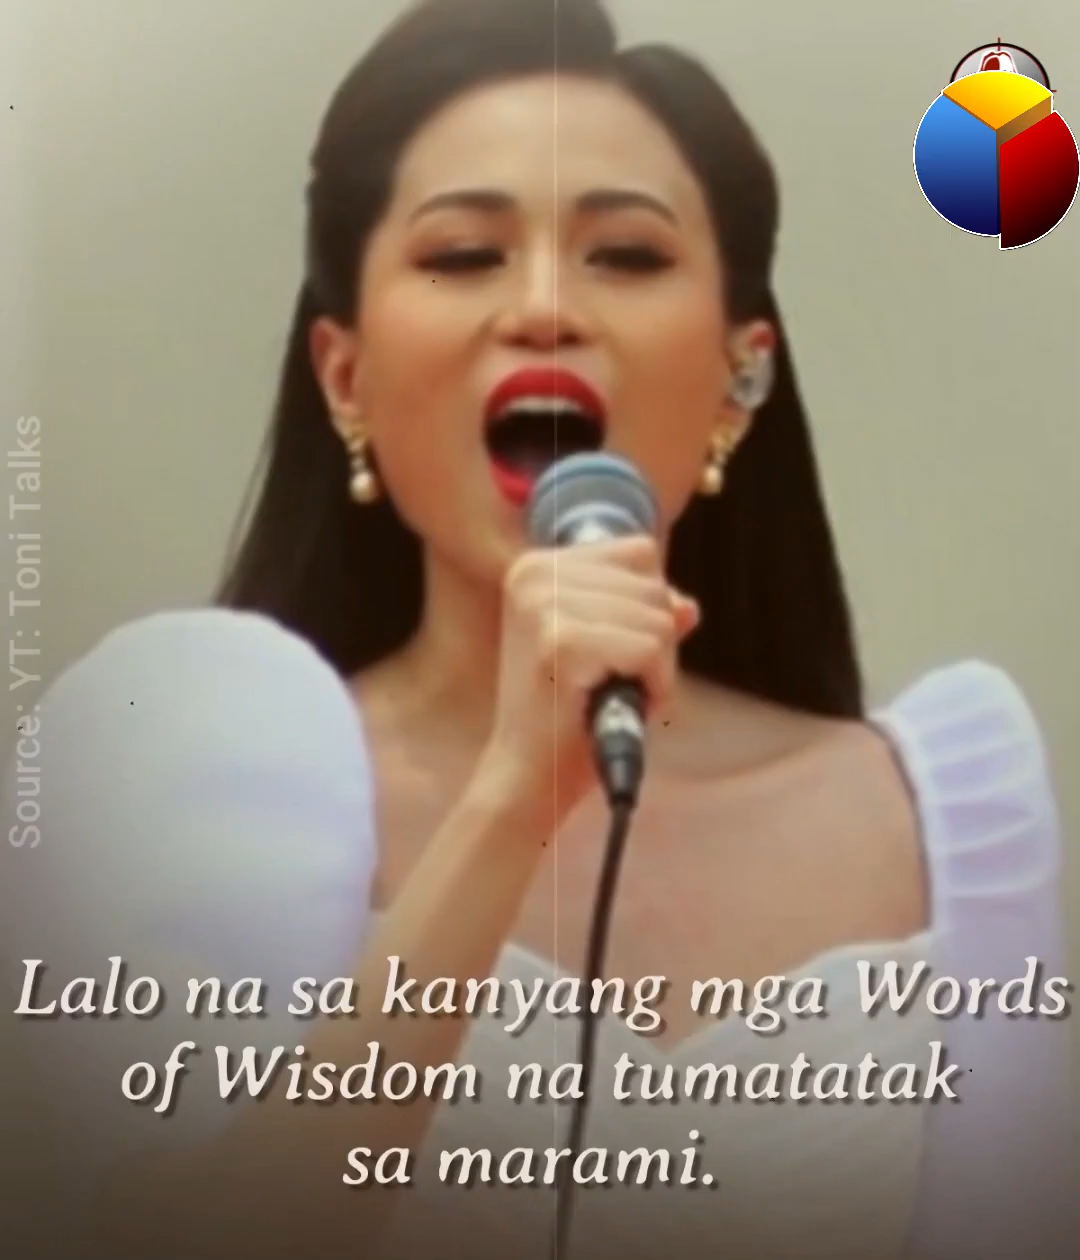 Source: YT: Toni Talks
Lalo na sa kanyang mga Words
of Wisdom na tumatatak
sa marami.